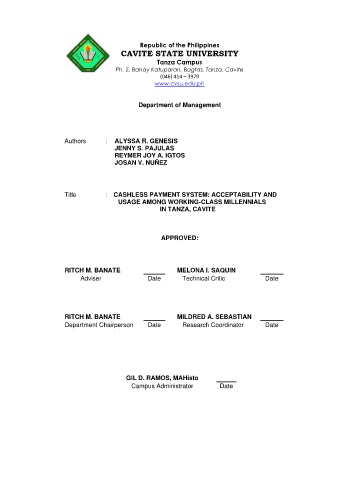 Republic of the Philippines
CAVITE STATE UNIVERSITY
Tanza Campus
Ph. 2, Bahay Katuparan, Bagtas, Tanza, Cavite
(046) 414 – 3979
www.cvsu.edu.ph
Department of Management
Authors : ALYSSA R. GENESIS
JENNY S. PAJULAS
REYMER JOY A. IGTOS
JOSAN V. NUÑEZ
Title : CASHLESS PAYMENT SYSTEM: ACCEPTABILITY AND
USAGE AMONG WORKING-CLASS MILLENNIALS
IN TANZA, CAVITE
APPROVED:
RITCH M. BANATE MELONA I. SAQUIN
Adviser Date Technical Critic Date
RITCH M. BANATE MILDRED A. SEBASTIAN
Department Chairperson Date Research Coordinator Date
GIL D. RAMOS, MAHisto
Campus Administrator Date